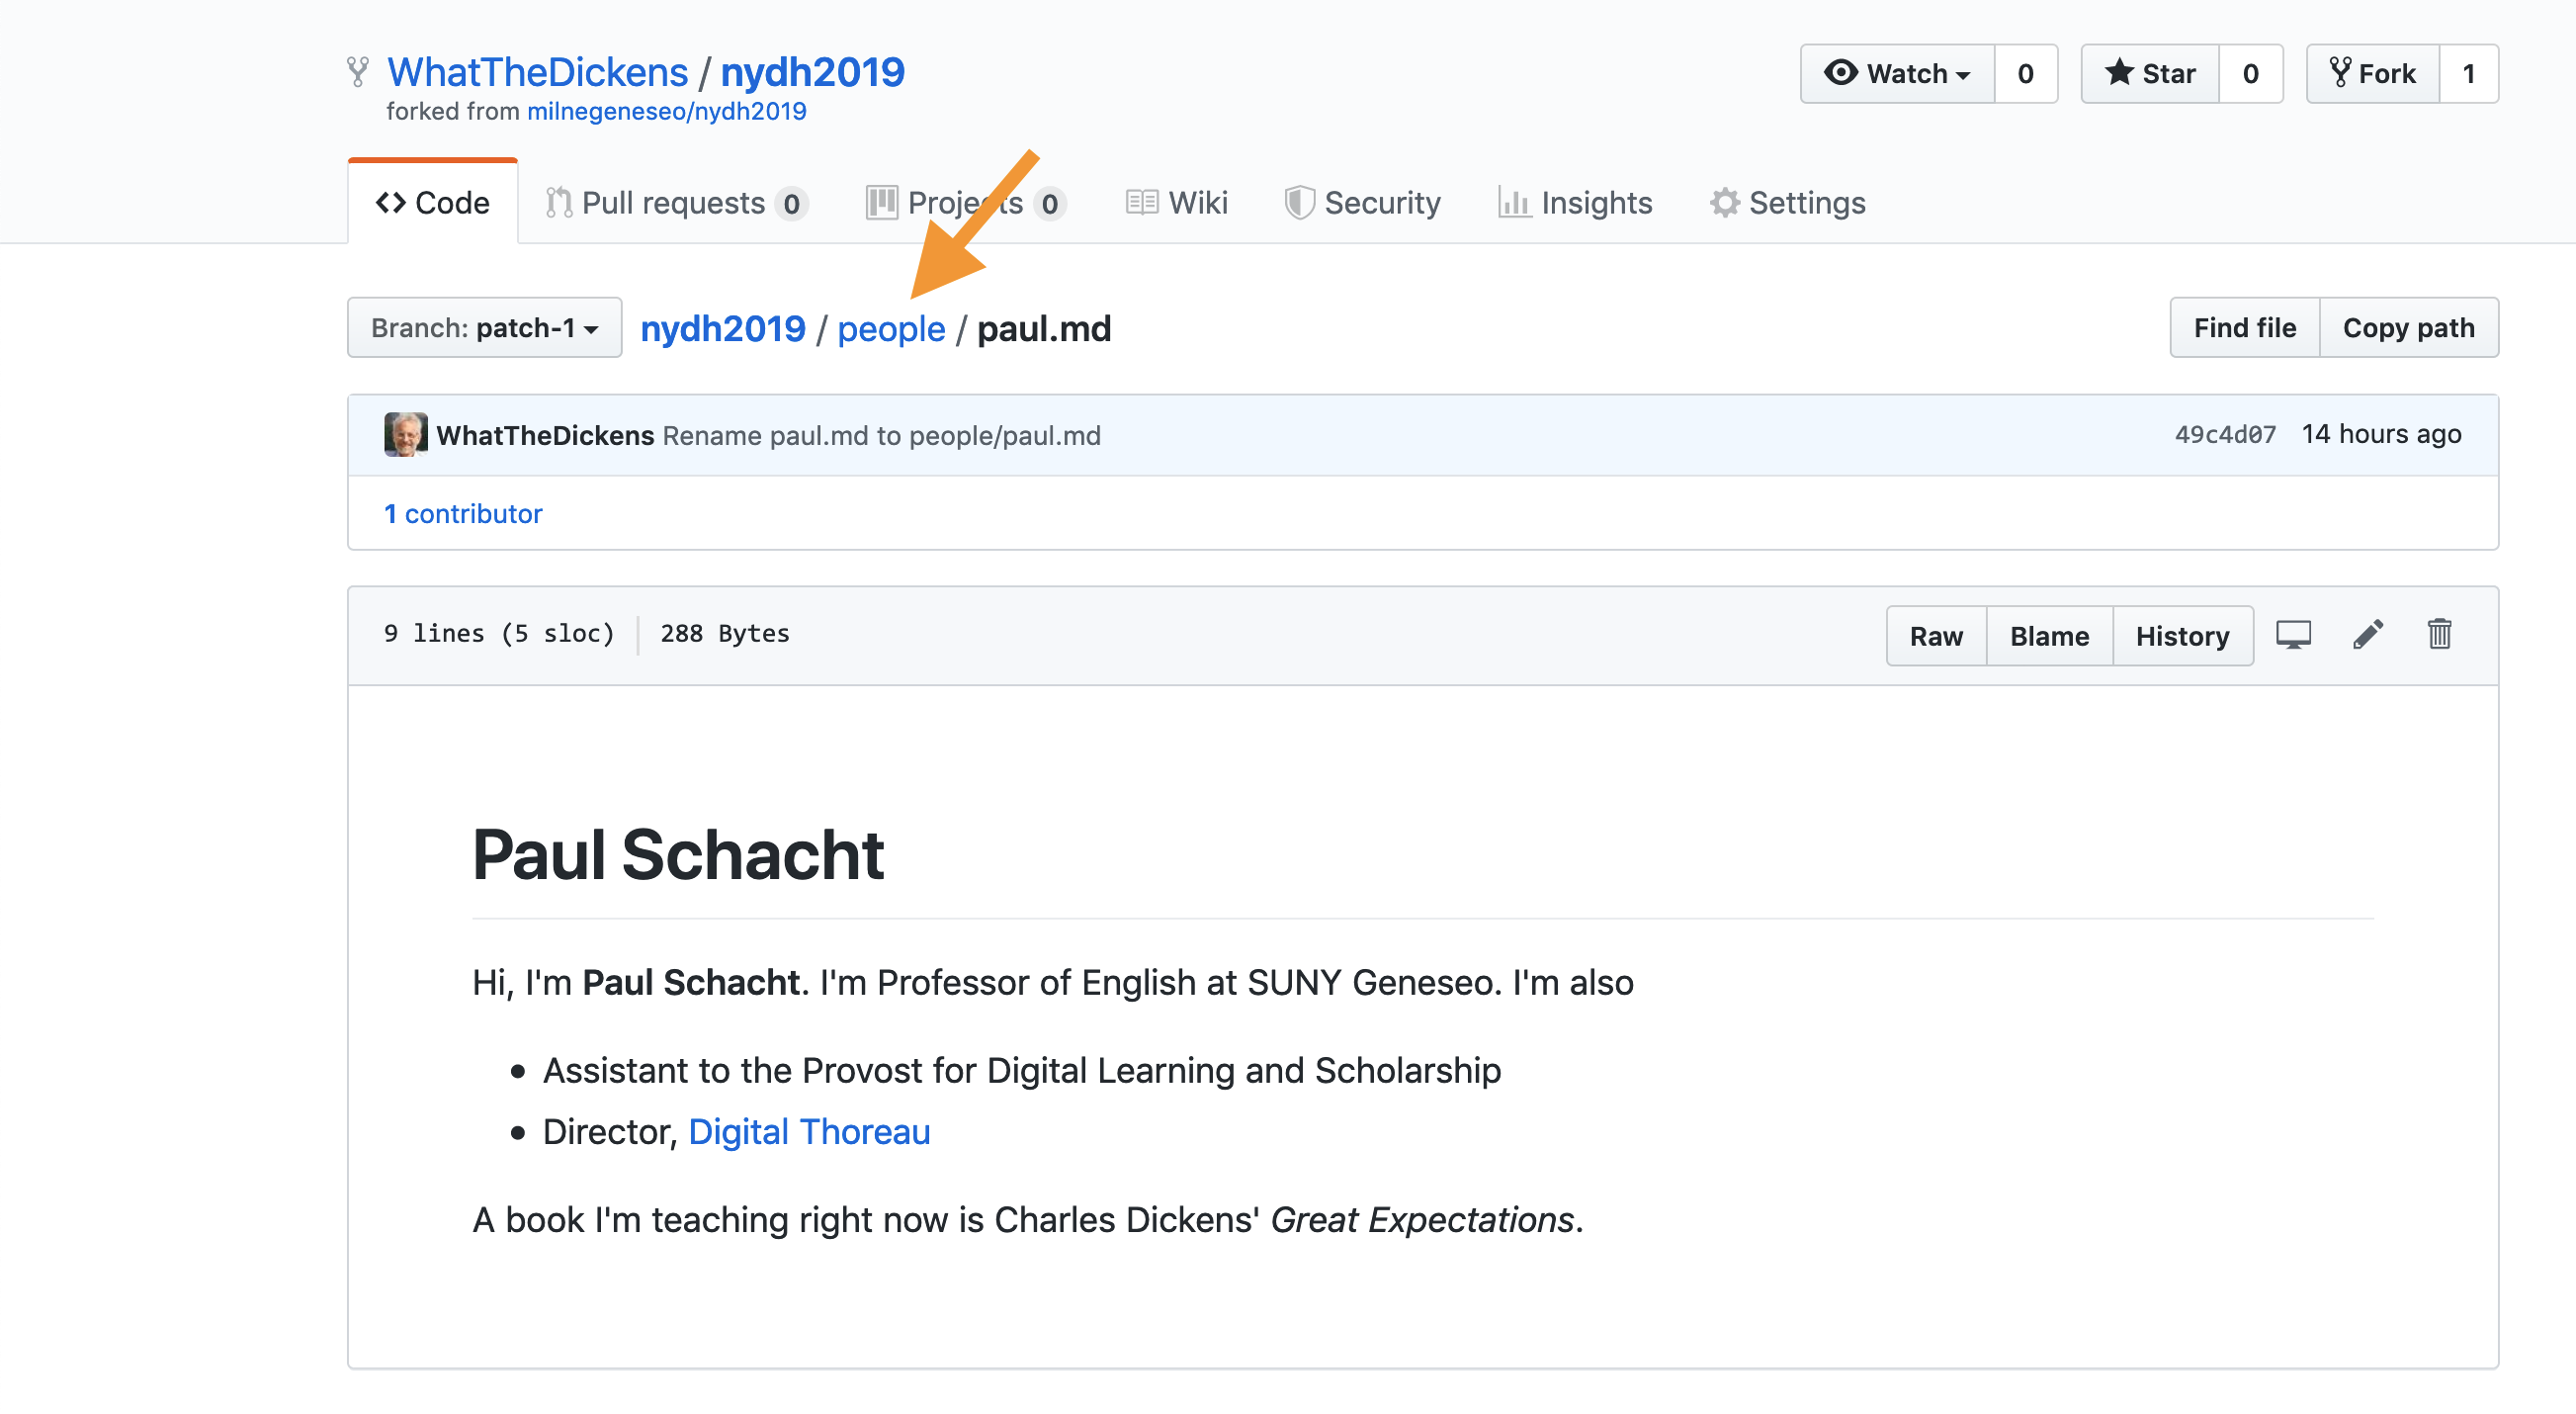 WhatTheDickens / nydh2019
forked from milnegeneseo/nydh2019
Watch 0 Star 0 Fork 1
Code Pull requests 0 Projects 0 Wiki Security Insights Settings
Branch: patch-1 nydh2019 / people / paul.md Find file Copy path
WhatTheDickens Rename paul.md to people/paul.md 49c4d07 14 hours ago
1 contributor
9 lines (5 sloc) 288 Bytes Raw Blame History
Paul Schacht
Hi, I'm Paul Schacht. I'm Professor of English at SUNY Geneseo. I'm also
• Assistant to the Provost for Digital Learning and Scholarship
• Director, Digital Thoreau
A book I'm teaching right now is Charles Dickens' Great Expectations.